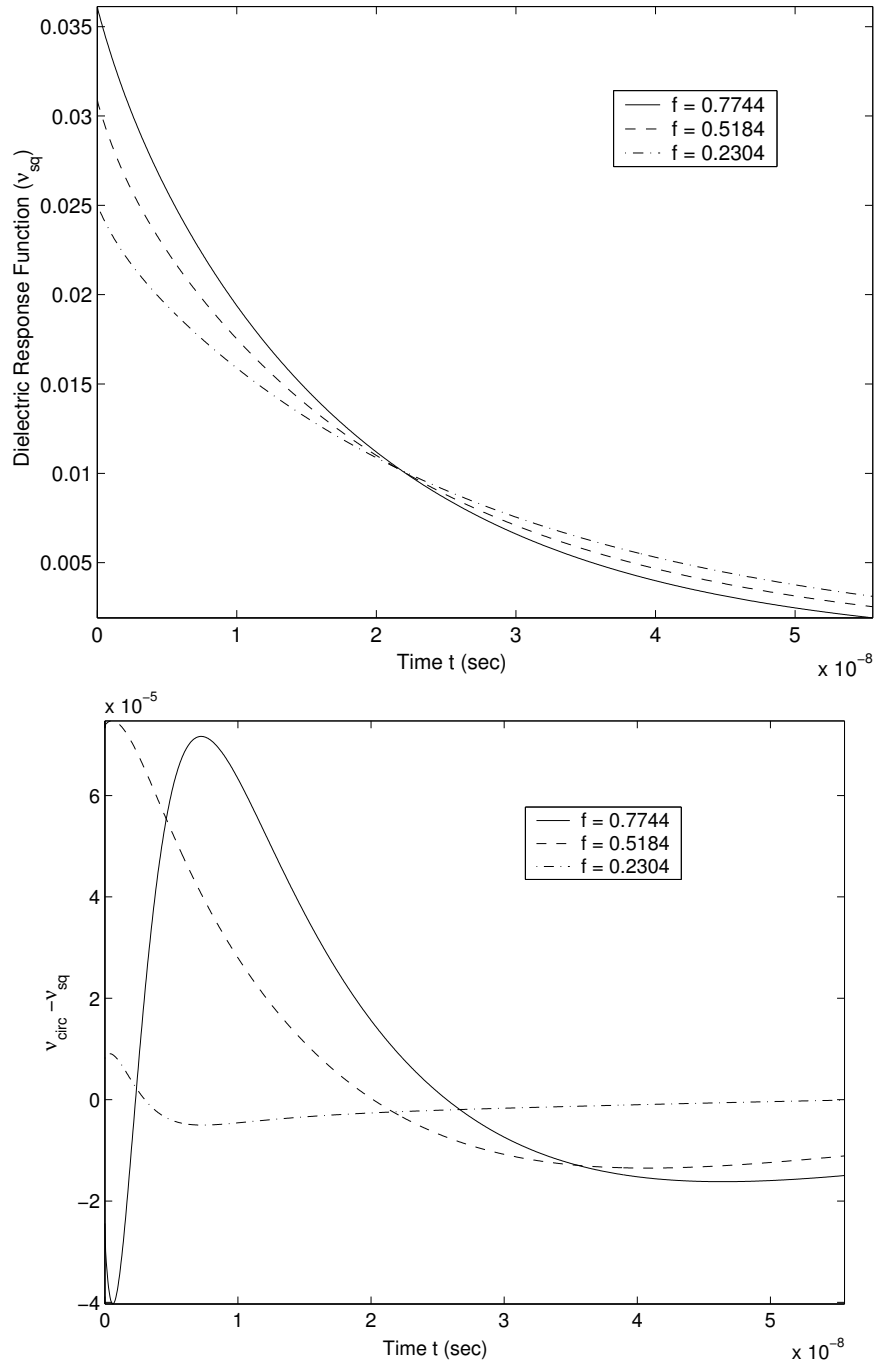 0.035
0.03
0.025
0.02
0.015
0.01
0.005
Dielectric Response Function (ν_sq)
f = 0.7744
f = 0.5184
f = 0.2304
0 1 2 3 4 5
Time t (sec)
x 10^−8
x 10^−5
6
4
2
0
−2
−4
ν_circ −ν_sq
f = 0.7744
f = 0.5184
f = 0.2304
0 1 2 3 4 5
Time t (sec)
x 10^−8